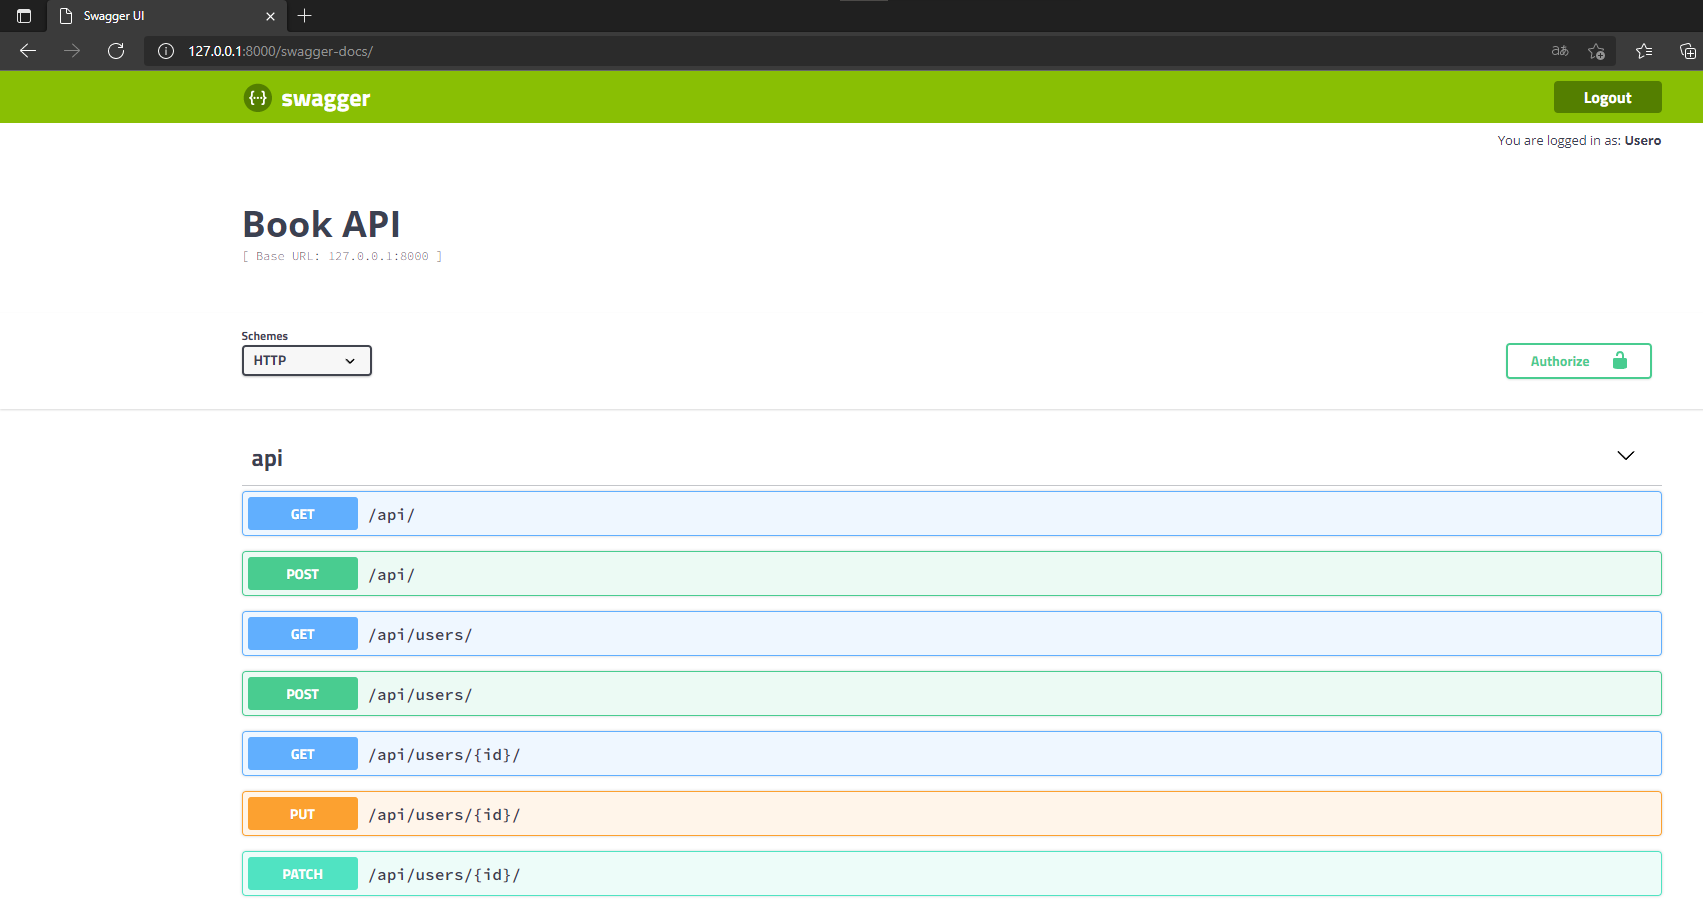 Swagger UI
127.0.0.1:8000/swagger-docs/
aあ
{··} swagger
Logout
You are logged in as: Usero
Book API
[ Base URL: 127.0.0.1:8000 ]
Schemes
HTTP
Authorize
api
GET /api/
POST /api/
GET /api/users/
POST /api/users/
GET /api/users/{id}/
PUT /api/users/{id}/
PATCH /api/users/{id}/